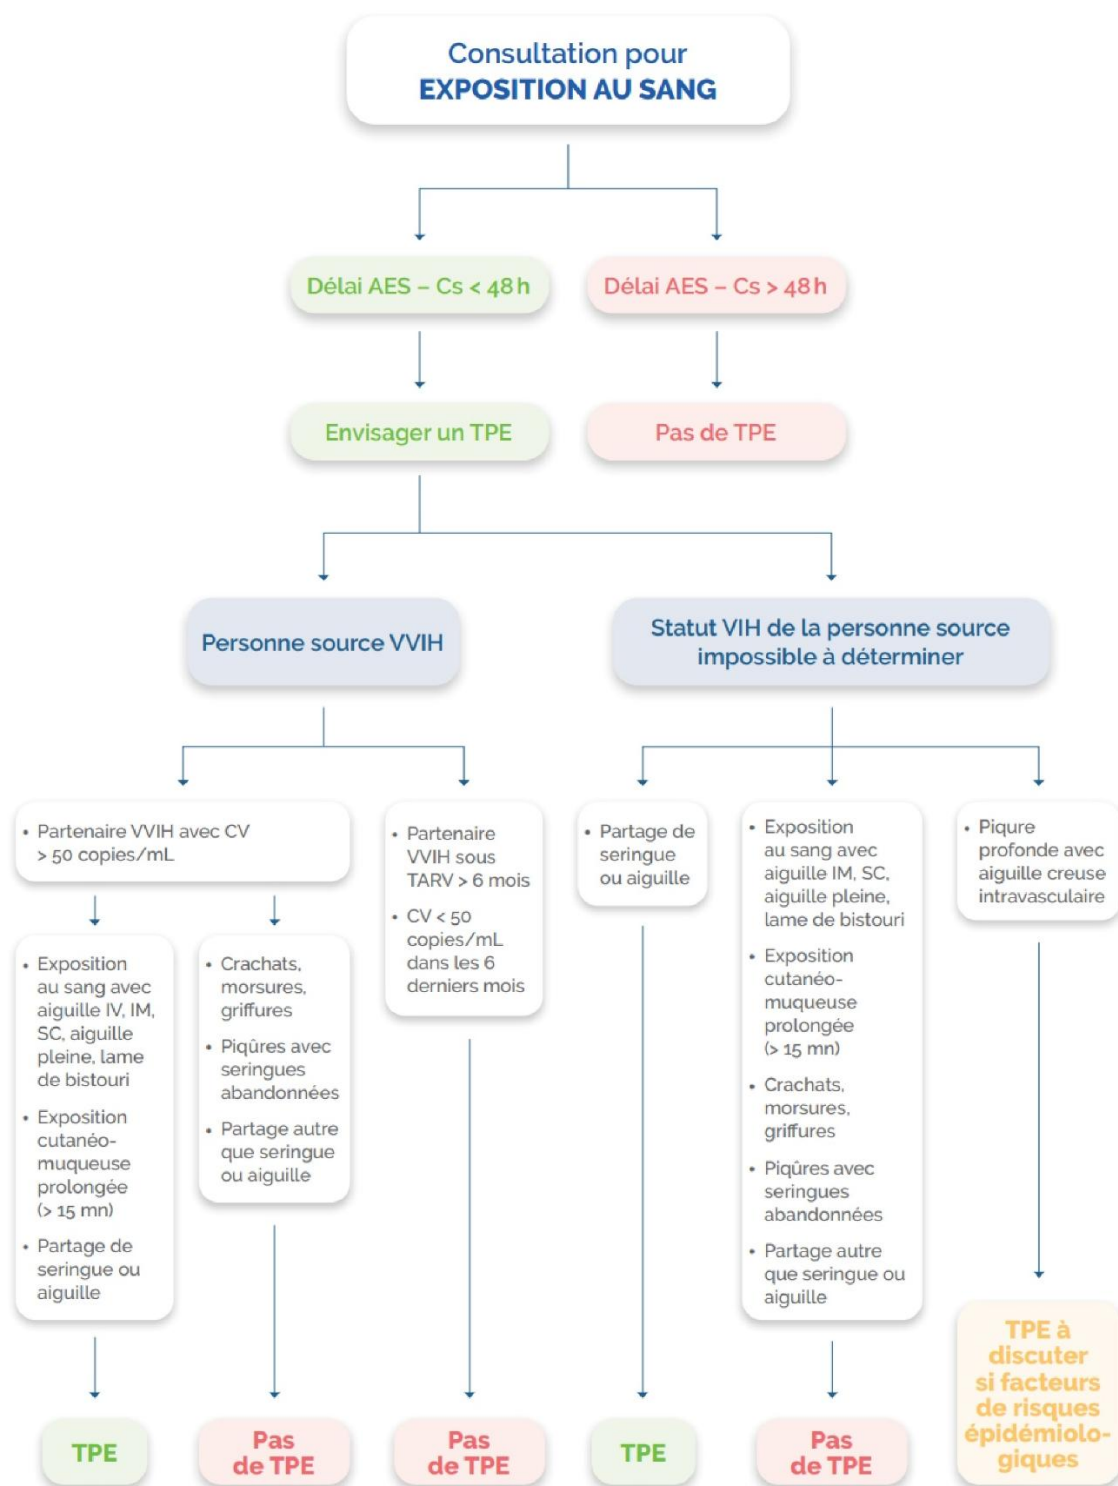 Consultation pour
EXPOSITION AU SANG
Délai AES – Cs < 48 h
Délai AES – Cs > 48 h
Envisager un TPE
Pas de TPE
Personne source VVIH
Statut VIH de la personne source
impossible à déterminer
• Partenaire VVIH avec CV
> 50 copies/mL
• Exposition
au sang avec
aiguille IV, IM,
SC, aiguille
pleine, lame
de bistouri
• Exposition
cutanéo-
muqueuse
prolongée
(> 15 mn)
• Partage de
seringue ou
aiguille
• Crachats,
morsures,
griffures
• Piqûres avec
seringues
abandonnées
• Partage autre
que seringue
ou aiguille
• Partenaire
VVIH sous
TARV > 6 mois
• CV < 50
copies/mL
dans les 6
derniers mois
• Partage de
seringue
ou aiguille
• Exposition
au sang avec
aiguille IM, SC,
aiguille pleine,
lame de bistouri
• Exposition
cutanéo-
muqueuse
prolongée
(> 15 mn)
• Crachats,
morsures,
griffures
• Piqûres avec
seringues
abandonnées
• Partage autre
que seringue ou
aiguille
• Piqure
profonde avec
aiguille creuse
intravasculaire
TPE
Pas
de TPE
Pas
de TPE
TPE
Pas
de TPE
TPE à
discuter
si facteurs
de risques
épidémiolo-
giques